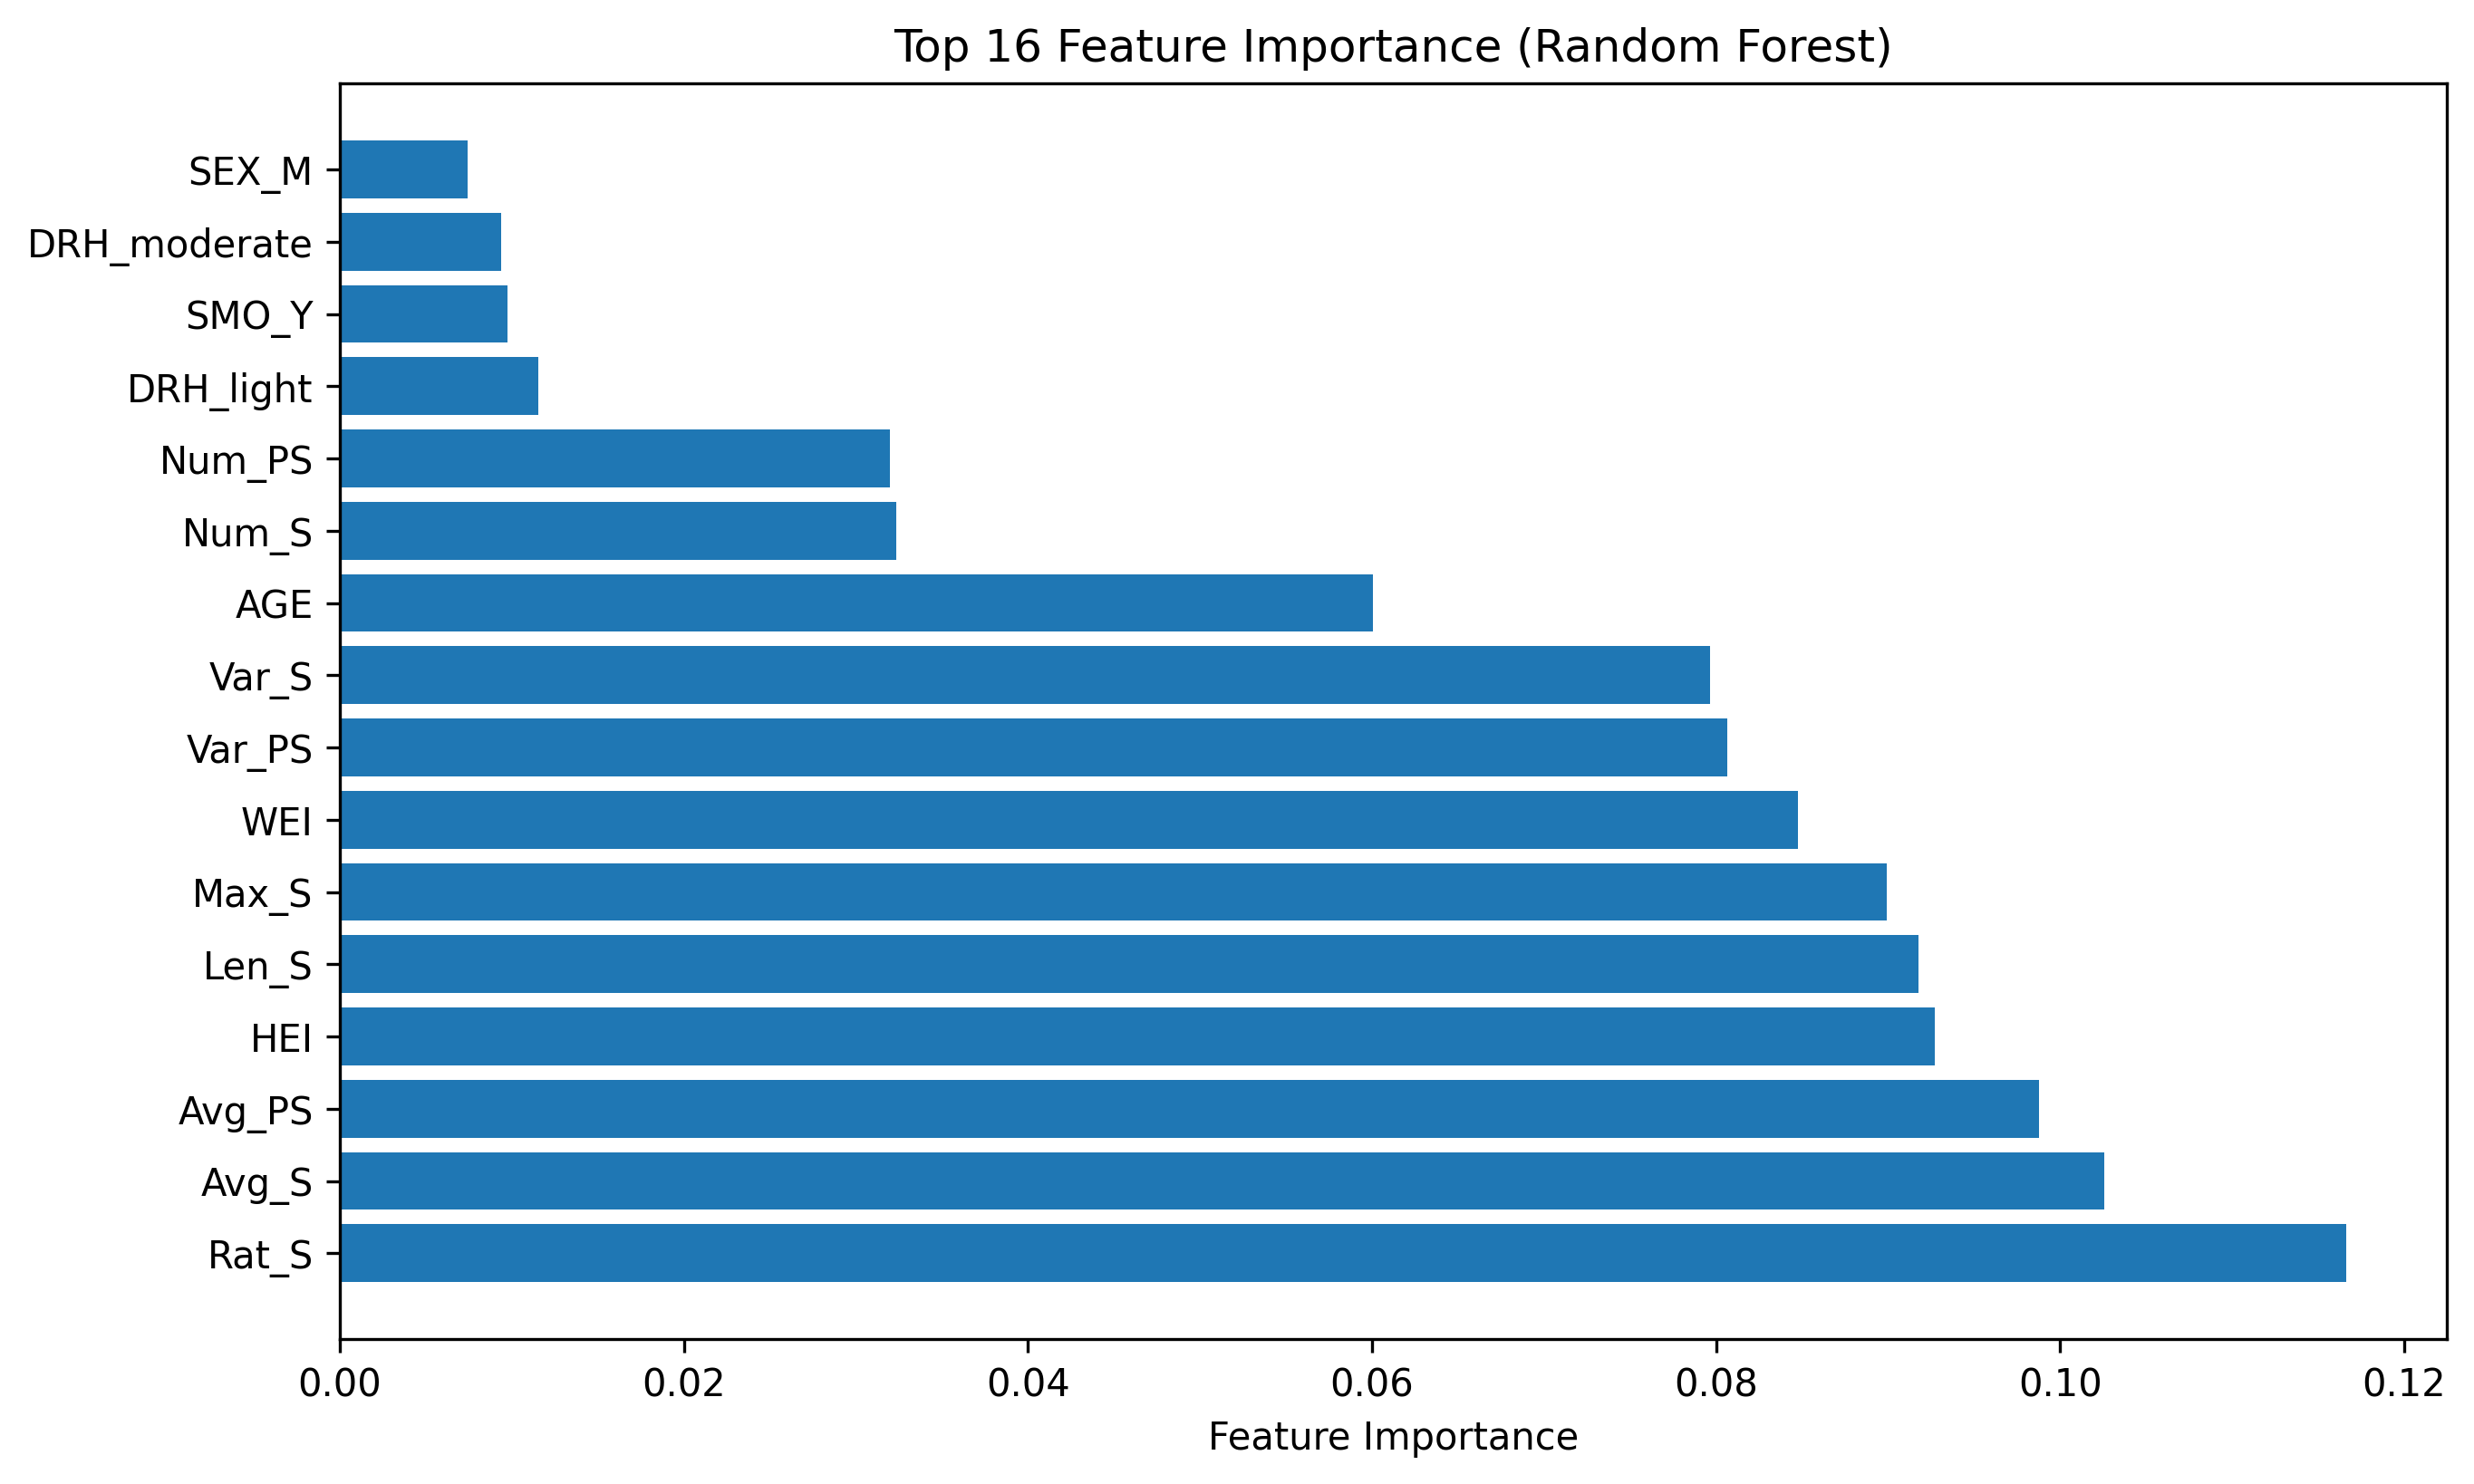 Top 16 Feature Importance (Random Forest)
SEX_M
DRH_moderate
SMO_Y
DRH_light
Num_PS
Num_S
AGE
Var_S
Var_PS
WEI
Max_S
Len_S
HEI
Avg_PS
Avg_S
Rat_S
0.00 0.02 0.04 0.06 0.08 0.10 0.12
Feature Importance